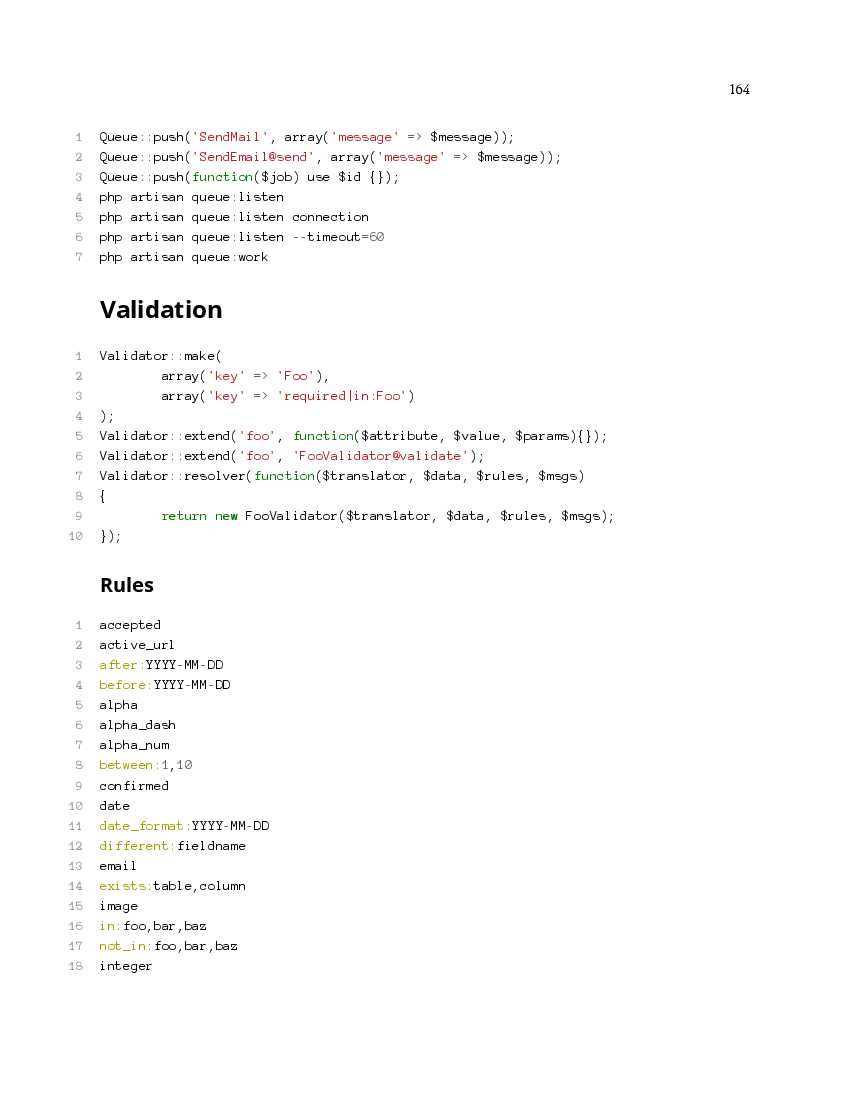 164
1 Queue::push('SendMail', array('message' => $message));
2 Queue::push('SendEmail@send', array('message' => $message));
3 Queue::push(function($job) use $id {});
4 php artisan queue:listen
5 php artisan queue:listen connection
6 php artisan queue:listen --timeout=60
7 php artisan queue:work
Validation
1 Validator::make(
2         array('key' => 'Foo'),
3         array('key' => 'required|in:Foo')
4 );
5 Validator::extend('foo', function($attribute, $value, $params){});
6 Validator::extend('foo', 'FooValidator@validate');
7 Validator::resolver(function($translator, $data, $rules, $msgs)
8 {
9         return new FooValidator($translator, $data, $rules, $msgs);
10 });
Rules
1 accepted
2 active_url
3 after:YYYY-MM-DD
4 before:YYYY-MM-DD
5 alpha
6 alpha_dash
7 alpha_num
8 between:1,10
9 confirmed
10 date
11 date_format:YYYY-MM-DD
12 different:fieldname
13 email
14 exists:table,column
15 image
16 in:foo,bar,baz
17 not_in:foo,bar,baz
18 integer